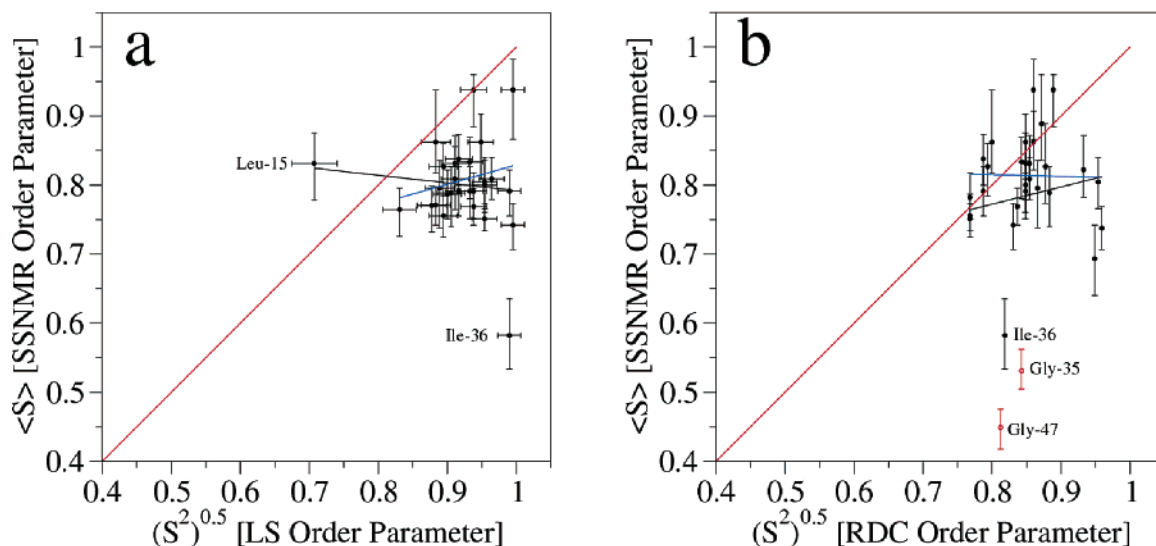 a
<S> [SSNMR Order Parameter]
1
0.9
0.8
0.7
0.6
0.5
0.4
Leu-15
Ile-36
0.4 0.5 0.6 0.7 0.8 0.9 1
(S²)^0.5 [LS Order Parameter]
b
<S> [SSNMR Order Parameter]
1
0.9
0.8
0.7
0.6
0.5
0.4
Ile-36
Gly-35
Gly-47
0.4 0.5 0.6 0.7 0.8 0.9 1
(S²)^0.5 [RDC Order Parameter]